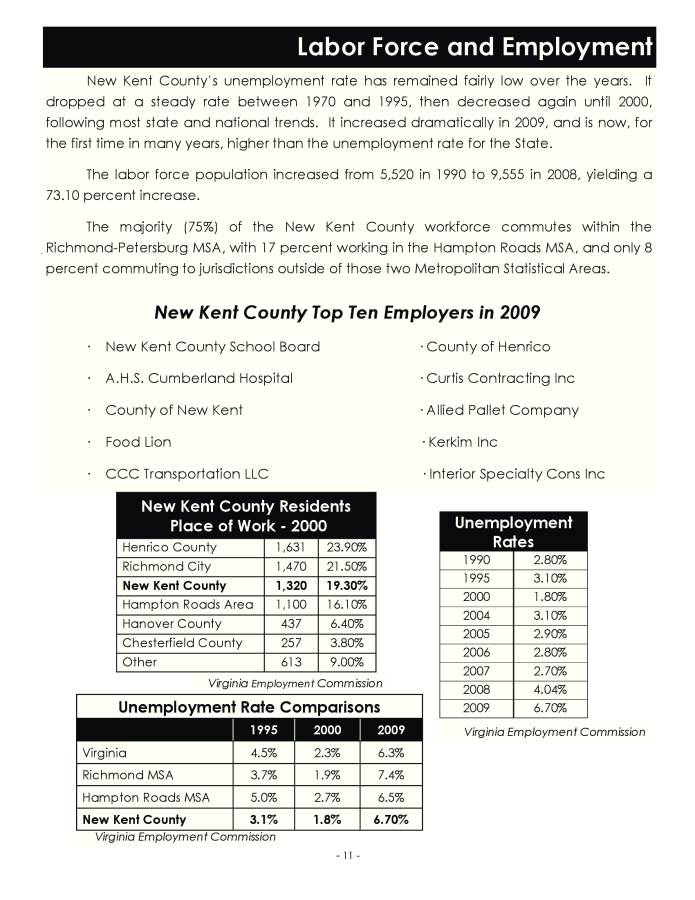 Labor Force and Employment
New Kent County's unemployment rate has remained fairly low over the years. It
dropped at a steady rate between 1970 and 1995, then decreased again until 2000,
following most state and national trends. It increased dramatically in 2009, and is now, for
the first time in many years, higher than the unemployment rate for the State.
The labor force population increased from 5,520 in 1990 to 9,555 in 2008, yielding a
73.10 percent increase.
The majority (75%) of the New Kent County workforce commutes within the
Richmond-Petersburg MSA, with 17 percent working in the Hampton Roads MSA, and only 8
percent commuting to jurisdictions outside of those two Metropolitan Statistical Areas.
New Kent County Top Ten Employers in 2009
· New Kent County School Board
· A.H.S. Cumberland Hospital
· County of New Kent
· Food Lion
· CCC Transportation LLC
· County of Henrico
· Curtis Contracting Inc
· Allied Pallet Company
· Kerkim Inc
· Interior Specialty Cons Inc
New Kent County Residents
Place of Work - 2000
Henrico County 1,631 23.90%
Richmond City 1,470 21.50%
New Kent County 1,320 19.30%
Hampton Roads Area 1,100 16.10%
Hanover County 437 6.40%
Chesterfield County 257 3.80%
Other 613 9.00%
Virginia Employment Commission
Unemployment
Rates
1990 2.80%
1995 3.10%
2000 1.80%
2004 3.10%
2005 2.90%
2006 2.80%
2007 2.70%
2008 4.04%
2009 6.70%
Virginia Employment Commission
Unemployment Rate Comparisons
1995 2000 2009
Virginia 4.5% 2.3% 6.3%
Richmond MSA 3.7% 1.9% 7.4%
Hampton Roads MSA 5.0% 2.7% 6.5%
New Kent County 3.1% 1.8% 6.70%
Virginia Employment Commission
- 11 -